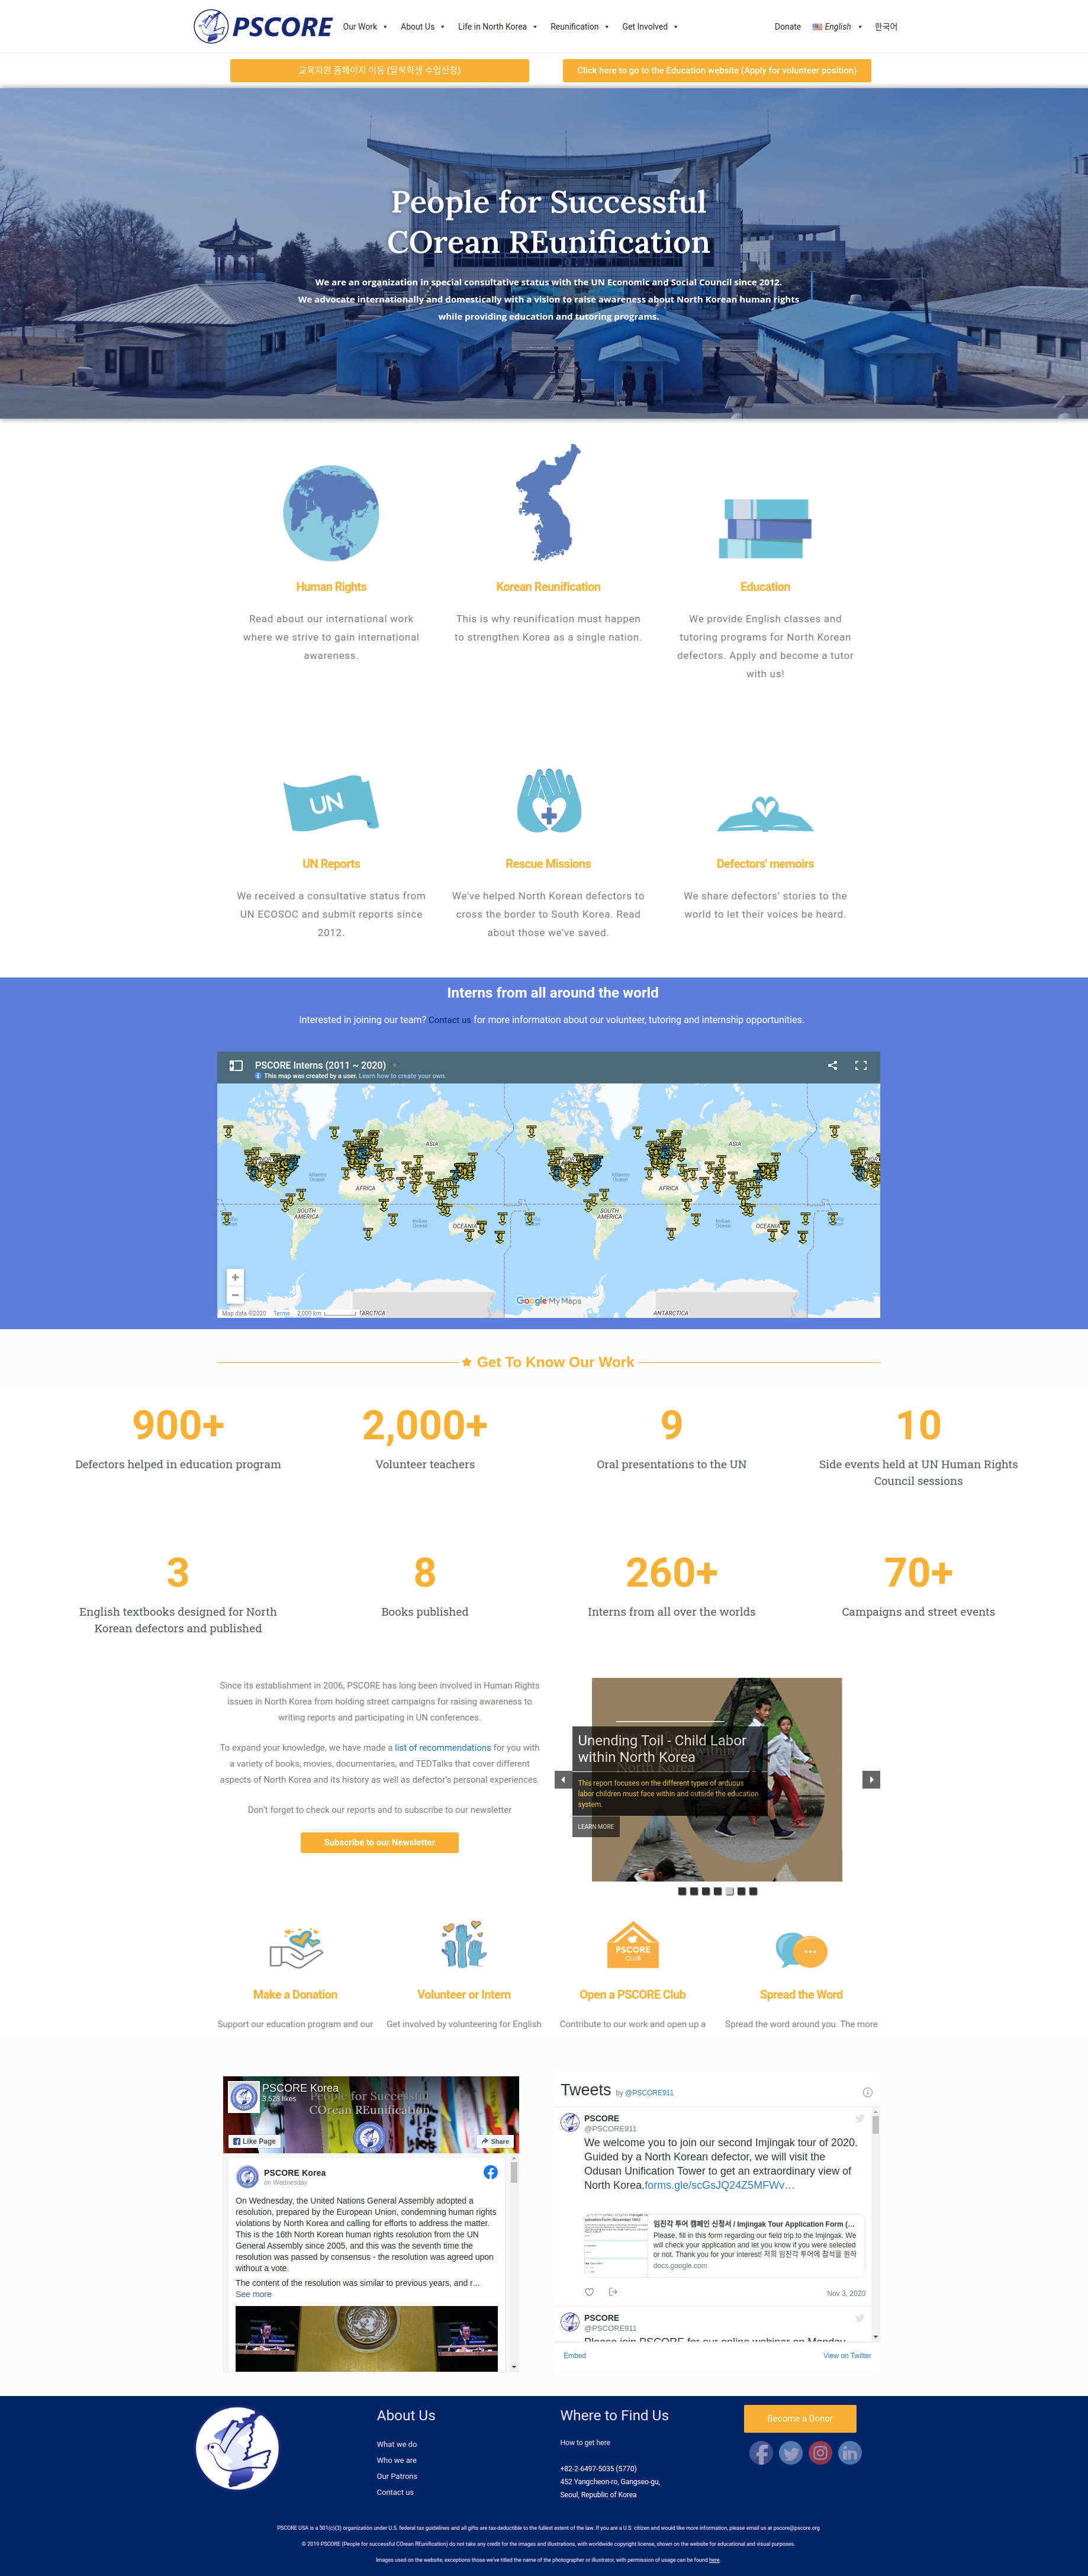 PSCORE
Our Work
About Us
Life in North Korea
Reunification
Get Involved
Donate
English
한국어
교육지원 홈페이지 이동 (탈북학생 수업신청)
Click here to go to the Education website (Apply for volunteer position)
People for Successful
COrean REunification
We are an organization in special consultative status with the UN Economic and Social Council since 2012.
We advocate internationally and domestically with a vision to raise awareness about North Korean human rights
while providing education and tutoring programs.
Human Rights
Read about our international work
where we strive to gain international
awareness.
Korean Reunification
This is why reunification must happen
to strengthen Korea as a single nation.
Education
We provide English classes and
tutoring programs for North Korean
defectors. Apply and become a tutor
with us!
UN
UN Reports
We received a consultative status from
UN ECOSOC and submit reports since
2012.
Rescue Missions
We've helped North Korean defectors to
cross the border to South Korea. Read
about those we've saved.
Defectors' memoirs
We share defectors' stories to the
world to let their voices be heard.
Interns from all around the world
Interested in joining our team? Contact us for more information about our volunteer, tutoring and internship opportunities.
PSCORE Interns (2011 ~ 2020)
This map was created by a user. Learn how to create your own.
ASIA
ASIA
Atlantic
Ocean
Atlantic
Ocean
AFRICA
AFRICA
SOUTH
AMERICA
SOUTH
AMERICA
Indian
Ocean
Indian
Ocean
OCEANIA
OCEANIA
Google My Maps
Map data ©2020
Terms
2,000 km
ANTARCTICA
Get To Know Our Work
900+
Defectors helped in education program
2,000+
Volunteer teachers
9
Oral presentations to the UN
10
Side events held at UN Human Rights
Council sessions
3
English textbooks designed for North
Korean defectors and published
8
Books published
260+
Interns from all over the worlds
70+
Campaigns and street events
Since its establishment in 2006, PSCORE has long been involved in Human Rights
issues in North Korea from holding street campaigns for raising awareness to
writing reports and participating in UN conferences.
To expand your knowledge, we have made a list of recommendations for you with
a variety of books, movies, documentaries, and TEDTalks that cover different
aspects of North Korea and its history as well as defector's personal experiences.
Don't forget to check our reports and to subscribe to our newsletter
Subscribe to our Newsletter
Unending Toil - Child Labor
within North Korea
This report focuses on the different types of arduous
labor children must face within and outside the education
system.
LEARN MORE
PSCORE
CLUB
Make a Donation
Support our education program and our
Volunteer or Intern
Get involved by volunteering for English
Open a PSCORE Club
Contribute to our work and open up a
Spread the Word
Spread the word around you. The more
PSCORE Korea
3,528 likes
People for Successful
COrean REunification
Like Page
Share
PSCORE Korea
on Wednesday
On Wednesday, the United Nations General Assembly adopted a
resolution, prepared by the European Union, condemning human rights
violations by North Korea and calling for efforts to address the matter.
This is the 16th North Korean human rights resolution from the UN
General Assembly since 2005, and this was the seventh time the
resolution was passed by consensus - the resolution was agreed upon
without a vote.
The content of the resolution was similar to previous years, and r...
See more
Tweets by @PSCORE911
PSCORE
@PSCORE911
We welcome you to join our second Imjingak tour of 2020.
Guided by a North Korean defector, we will visit the
Odusan Unification Tower to get an extraordinary view of
North Korea.forms.gle/scGsJQ24Z5MFWv…
임진각 투어 캠페인 신청서 / Imjingak Tour Application Form (…
Please, fill in this form regarding our field trip to the Imjingak. We
will check your application and let you know if you were selected
or not. Thank you for your interest! 저희 임진각 투어에 참석을 원하
docs.google.com
Nov 3, 2020
PSCORE
@PSCORE911
Please join PSCORE for our online webinar on Monday
Embed
View on Twitter
About Us
What we do
Who we are
Our Patrons
Contact us
Where to Find Us
How to get here
+82-2-6497-5035 (5770)
452 Yangcheon-ro, Gangseo-gu,
Seoul, Republic of Korea
Become a Donor
PSCORE USA is a 501(c)(3) organization under U.S. federal tax guidelines and all gifts are tax-deductible to the fullest extent of the law. If you are a U.S. citizen and would like more information, please email us at pscore@pscore.org
© 2019 PSCORE (People for successful COrean REunification) do not take any credit for the images and illustrations, with worldwide copyright license, shown on the website for educational and visual purposes.
Images used on the website, exceptions those we've titled the name of the photographer or illustrator, with permission of usage can be found here.